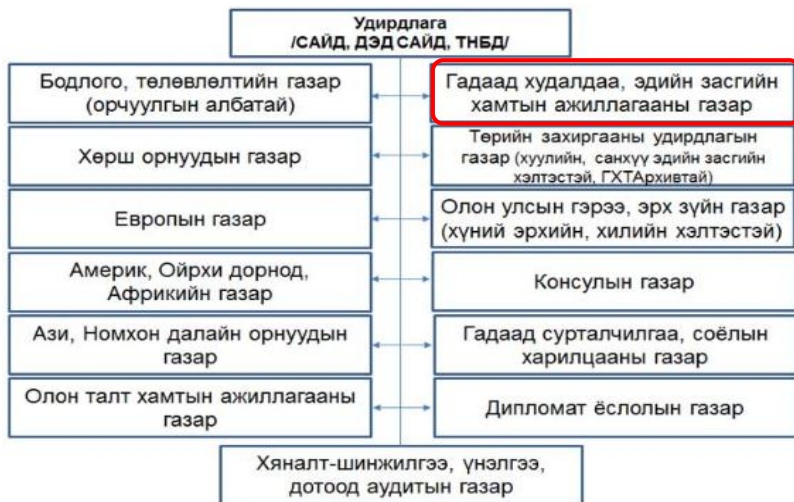 Удирдлага
/САЙД, ДЭД САЙД, ТНБД/
Бодлого, төлөвлөлтийн газар
(орчуулгын албатай)
Гадаад худалдаа, эдийн засгийн
хамтын ажиллагааны газар
Хөрш орнуудын газар
Төрийн захиргааны удирдлагын
газар (хуулийн, санхүү эдийн засгийн
хэлтэстэй, ГХТАрхивтай)
Европын газар
Олон улсын гэрээ, эрх зүйн газар
(хүний эрхийн, хилийн хэлтэстэй)
Америк, Ойрхи дорнод,
Африкийн газар
Консулын газар
Ази, Номхон далайн орнуудын
газар
Гадаад сурталчилгаа, соёлын
харилцааны газар
Олон талт хамтын ажиллагааны
газар
Дипломат ёслолын газар
Хяналт-шинжилгээ, үнэлгээ,
дотоод аудитын газар